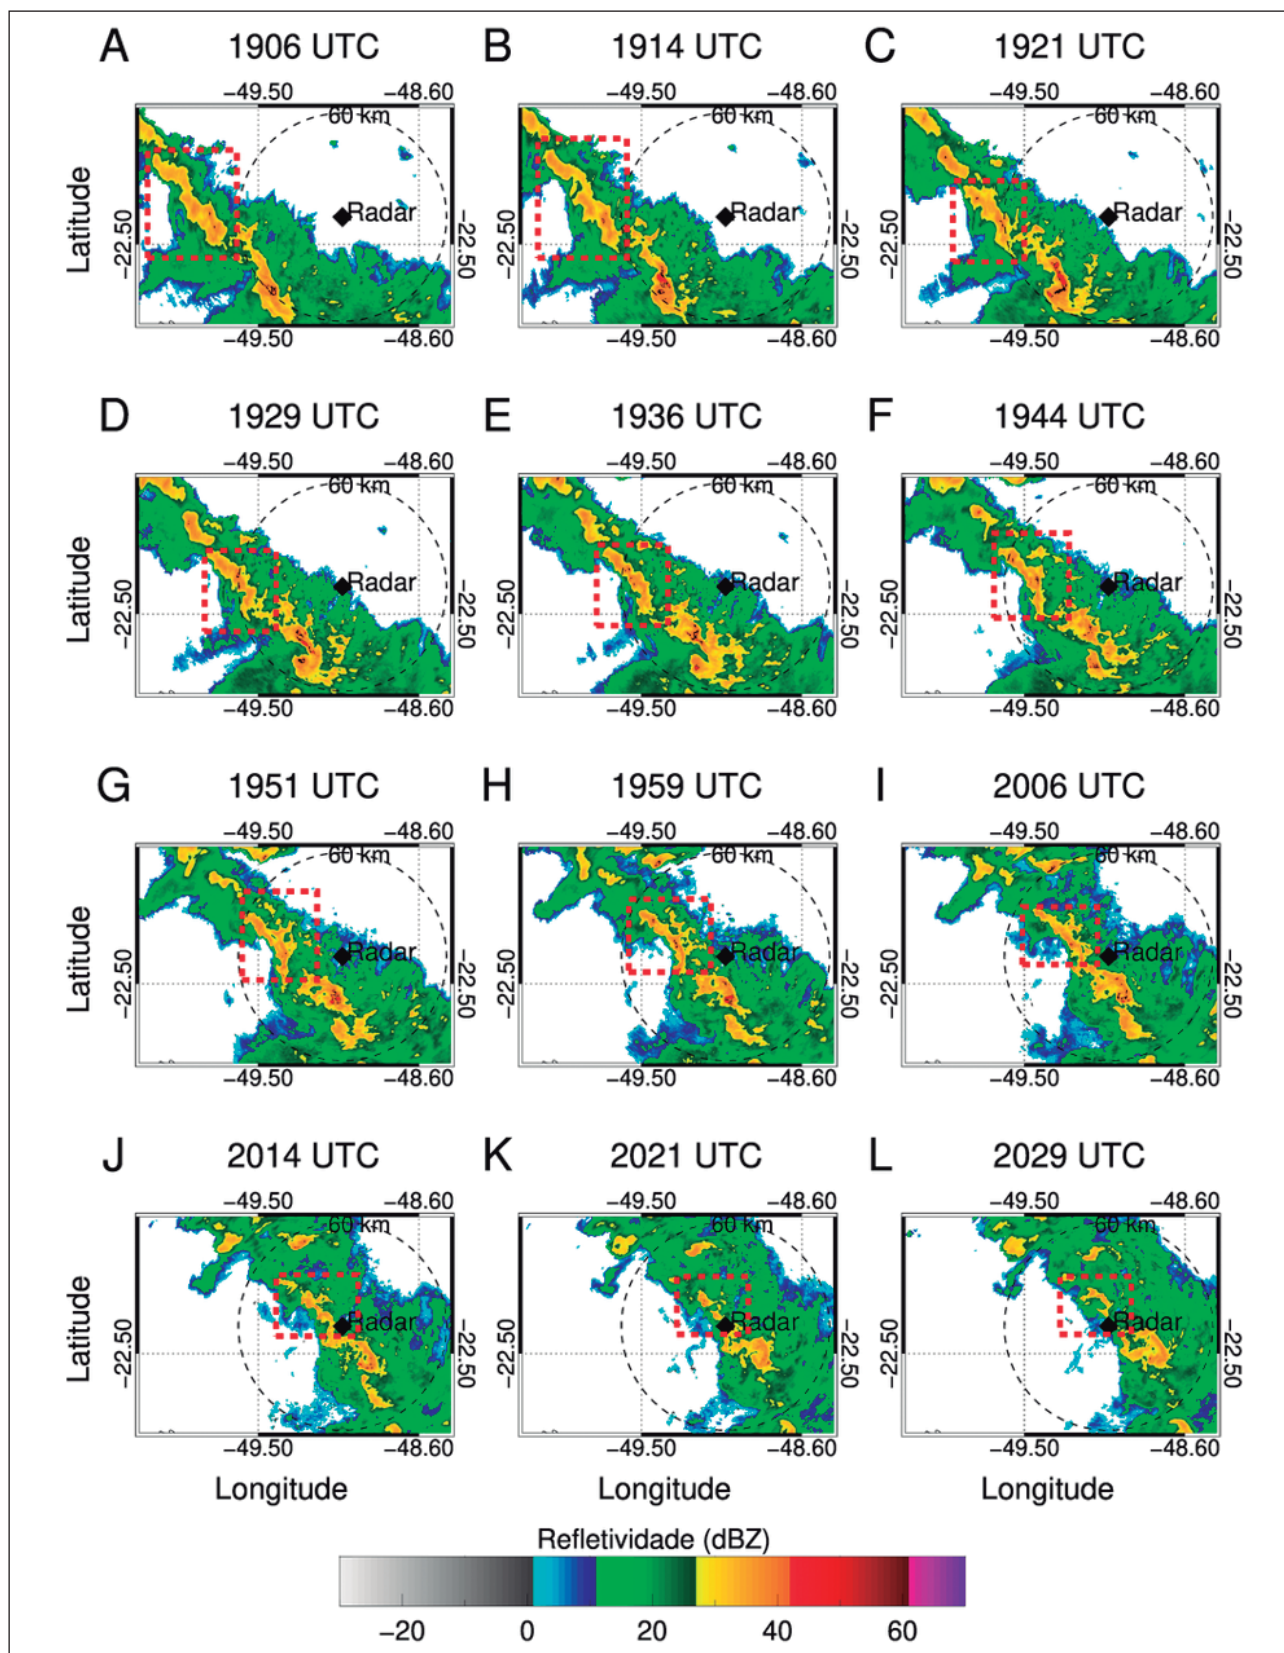 A 1906 UTC B 1914 UTC C 1921 UTC
−49.50 −48.60 −49.50 −48.60 −49.50 −48.60
60 km 60 km 60 km
Latitude Radar −22.50 Radar −22.50 Radar −22.50
−22.50 −22.50 −22.50
−49.50 −48.60 −49.50 −48.60 −49.50 −48.60
D 1929 UTC E 1936 UTC F 1944 UTC
−49.50 −48.60 −49.50 −48.60 −49.50 −48.60
60 km 60 km 60 km
Latitude Radar −22.50 Radar −22.50 Radar −22.50
−22.50 −22.50 −22.50
−49.50 −48.60 −49.50 −48.60 −49.50 −48.60
G 1951 UTC H 1959 UTC I 2006 UTC
−49.50 −48.60 −49.50 −48.60 −49.50 −48.60
60 km 60 km 60 km
Latitude Radar −22.50 Radar −22.50 Radar −22.50
−22.50 −22.50 −22.50
−49.50 −48.60 −49.50 −48.60 −49.50 −48.60
J 2014 UTC K 2021 UTC L 2029 UTC
−49.50 −48.60 −49.50 −48.60 −49.50 −48.60
60 km 60 km 60 km
Latitude Radar −22.50 Radar −22.50 Radar −22.50
−22.50 −22.50 −22.50
−49.50 −48.60 −49.50 −48.60 −49.50 −48.60
Longitude Longitude Longitude
Refletividade (dBZ)
−20 0 20 40 60